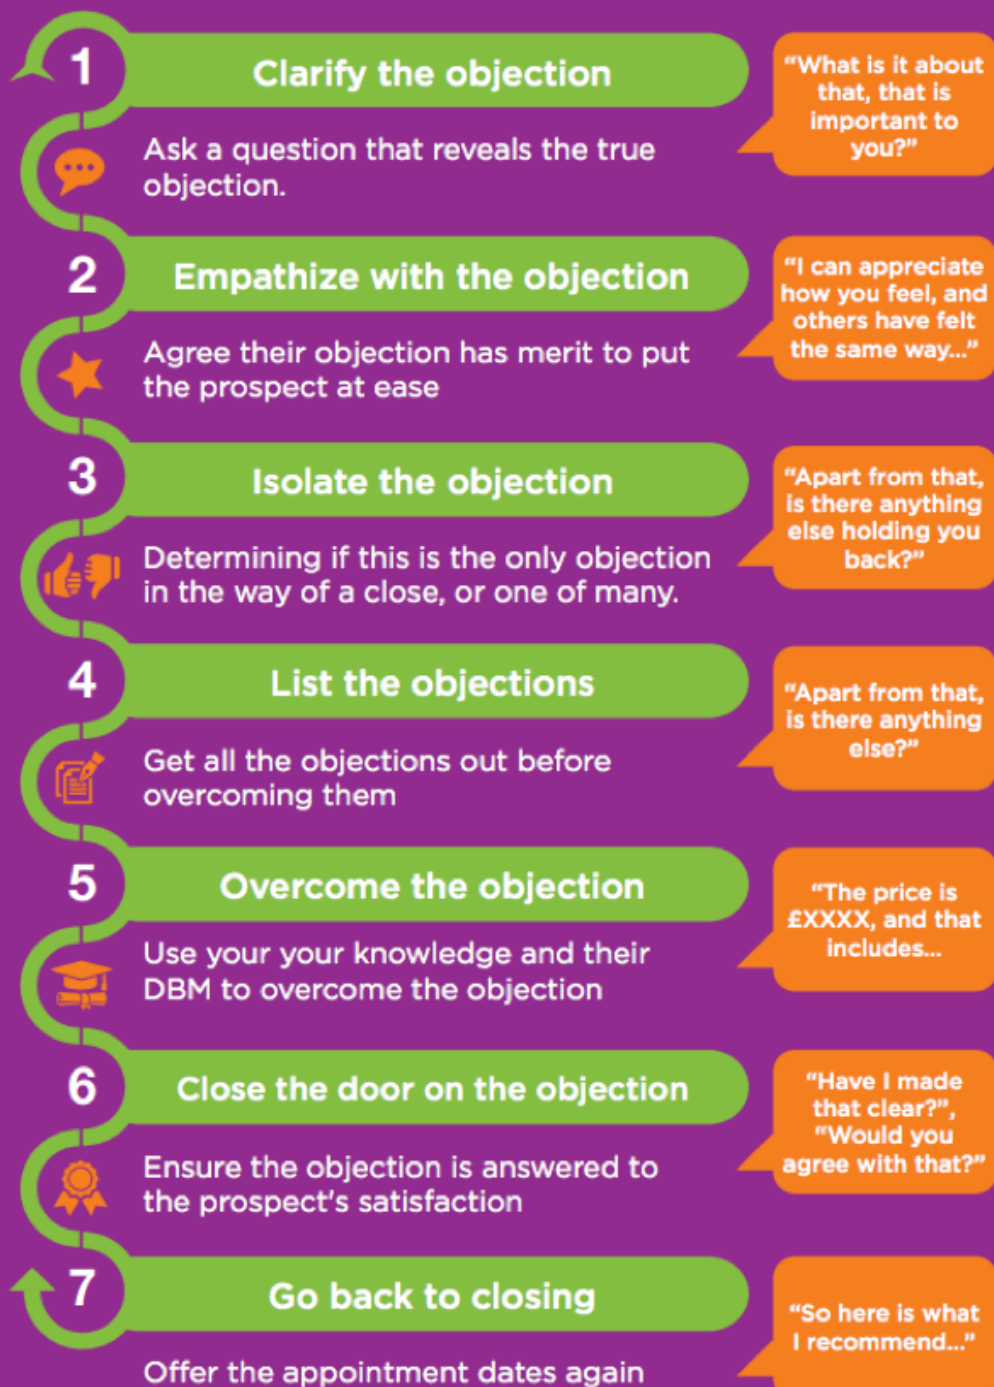 1
Clarify the objection
Ask a question that reveals the true
objection.
"What is it about
that, that is
important to
you?"
2
Empathize with the objection
Agree their objection has merit to put
the prospect at ease
"I can appreciate
how you feel, and
others have felt
the same way..."
3
Isolate the objection
Determining if this is the only objection
in the way of a close, or one of many.
"Apart from that,
is there anything
else holding you
back?"
4
List the objections
Get all the objections out before
overcoming them
"Apart from that,
is there anything
else?"
5
Overcome the objection
Use your your knowledge and their
DBM to overcome the objection
"The price is
£XXXX, and that
includes...
6
Close the door on the objection
Ensure the objection is answered to
the prospect's satisfaction
"Have I made
that clear?",
"Would you
agree with that?"
7
Go back to closing
Offer the appointment dates again
"So here is what
I recommend..."